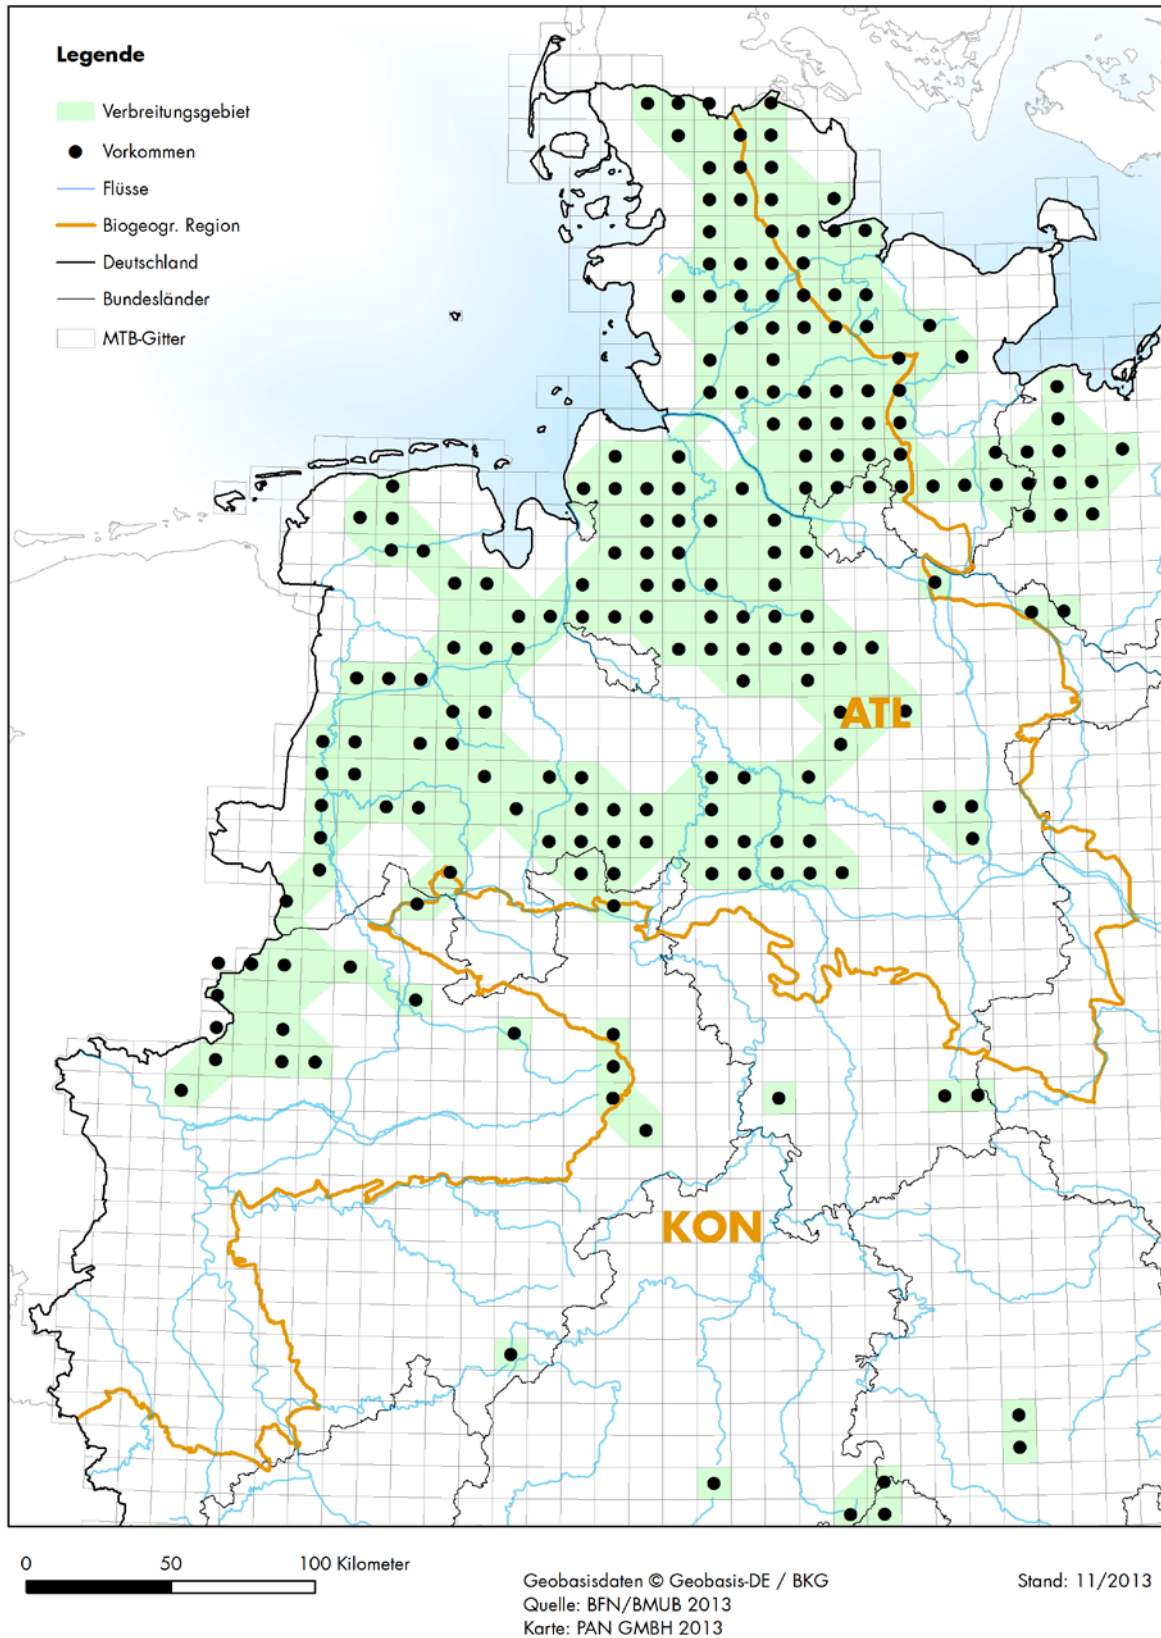 Legende
Verbreitungsgebiet
Vorkommen
Flüsse
Biogeogr. Region
Deutschland
Bundesländer
MTB-Gitter
ATL
KON
0 50 100 Kilometer
Geobasisdaten © Geobasis-DE / BKG
Quelle: BFN/BMUB 2013
Karte: PAN GMBH 2013
Stand: 11/2013